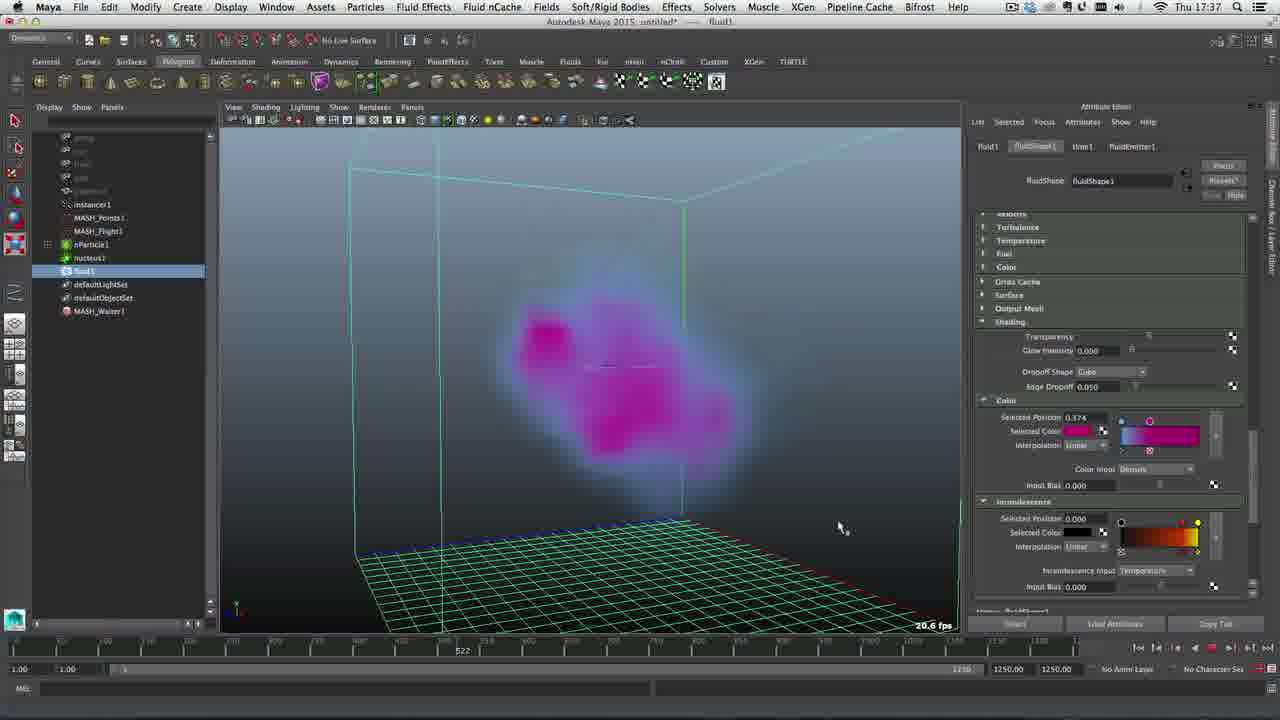 Maya File Edit Modify Create Display Window Assets Particles Fluid Effects Fluid nCache Fields Soft/Rigid Bodies Effects Solvers Muscle XGen Pipeline Cache Bifrost Help Thu 17:37
Autodesk Maya 2015: untitled* --- fluid1
Dynamics No Live Surface
General Curves Surfaces Polygons Deformation Animation Dynamics Rendering PaintEffects Toon Muscle Fluids Fur nHair nCloth Custom XGen TURTLE
Display Show Panels
View Shading Lighting Show Renderer Panels
Attribute Editor
List Selected Focus Attributes Show Help
fluid1 fluidShape1 time1 fluidEmitter1
Focus
fluidShape: fluidShape1 Presets*
Show Hide
instancer1
MASH_Points1
MASH_Flight1
nParticle1
nucleus1
fluid1
defaultLightSet
defaultObjectSet
MASH_Waiter1
Turbulence
Temperature
Fuel
Color
Grids Cache
Surface
Output Mesh
Shading
Transparency
Glow Intensity 0.000
Dropoff Shape Cube
Edge Dropoff 0.050
Color
Selected Position 0.374
Selected Color
Interpolation Linear
Color Input Density
Input Bias 0.000
Incandescence
Selected Position 0.000
Selected Color
Interpolation Linear
Incandescence Input Temperature
Input Bias 0.000
20.6 fps
Select Load Attributes Copy Tab
522
1.00 1.00 1 1250 1250.00 1250.00 No Anim Layer No Character Set
MEL
Attribute Editor
Channel Box / Layer Editor